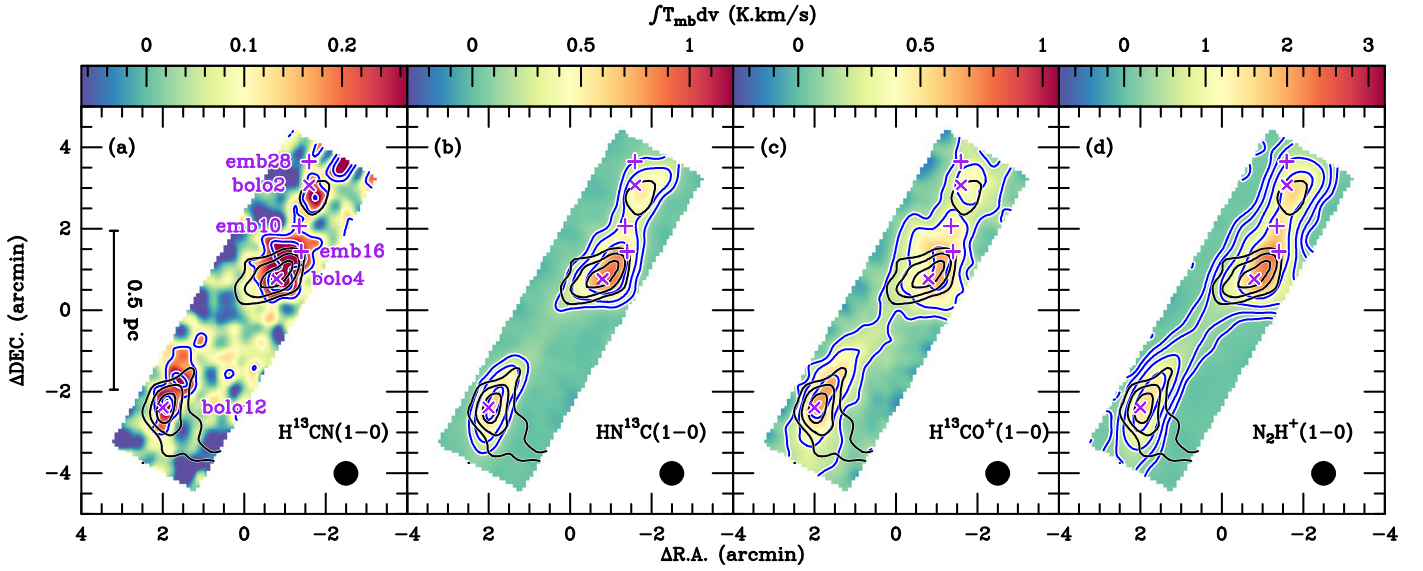 ∫T_mb dv (K.km/s)
0 0.1 0.2 0 0.5 1 0 0.5 1 0 1 2 3
(a) (b) (c) (d)
emb28
bolo2
emb10
emb16
bolo4
0.5 pc
bolo12
H¹³CN(1−0) HN¹³C(1−0) H¹³CO⁺(1−0) N₂H⁺(1−0)
4
2
0
−2
−4
ΔDEC. (arcmin)
4 2 0 −2 2 0 −2 2 0 −2 2 0 −2 −4
ΔR.A. (arcmin)